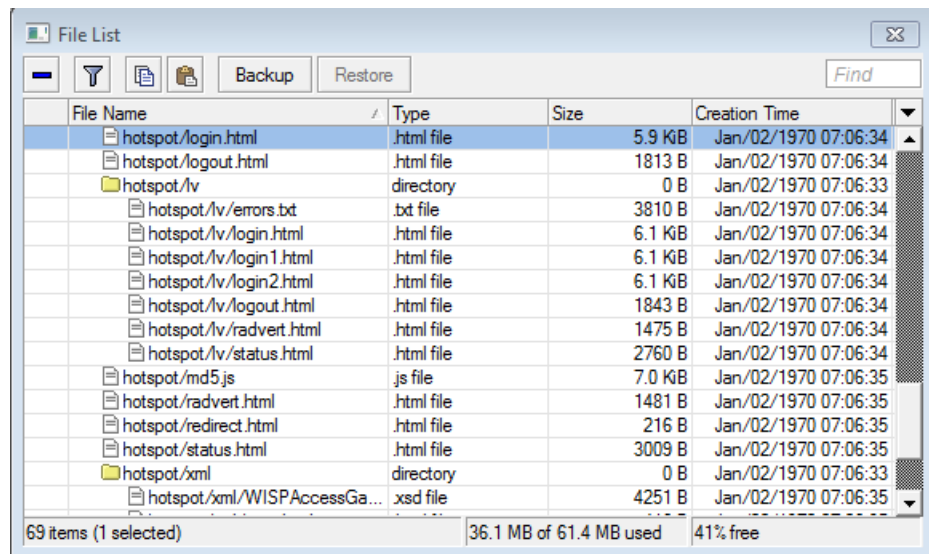 File List
Backup Restore Find
File Name Type Size Creation Time
hotspot/login.html .html file 5.9 KiB Jan/02/1970 07:06:34
hotspot/logout.html .html file 1813 B Jan/02/1970 07:06:34
hotspot/lv directory 0 B Jan/02/1970 07:06:33
hotspot/lv/errors.txt .txt file 3810 B Jan/02/1970 07:06:34
hotspot/lv/login.html .html file 6.1 KiB Jan/02/1970 07:06:34
hotspot/lv/login1.html .html file 6.1 KiB Jan/02/1970 07:06:34
hotspot/lv/login2.html .html file 6.1 KiB Jan/02/1970 07:06:34
hotspot/lv/logout.html .html file 1843 B Jan/02/1970 07:06:34
hotspot/lv/radvert.html .html file 1475 B Jan/02/1970 07:06:34
hotspot/lv/status.html .html file 2760 B Jan/02/1970 07:06:34
hotspot/md5.js .js file 7.0 KiB Jan/02/1970 07:06:35
hotspot/radvert.html .html file 1481 B Jan/02/1970 07:06:35
hotspot/redirect.html .html file 216 B Jan/02/1970 07:06:35
hotspot/status.html .html file 3009 B Jan/02/1970 07:06:35
hotspot/xml directory 0 B Jan/02/1970 07:06:33
hotspot/xml/WISPAccessGa... .xsd file 4251 B Jan/02/1970 07:06:35
69 items (1 selected) 36.1 MB of 61.4 MB used 41% free